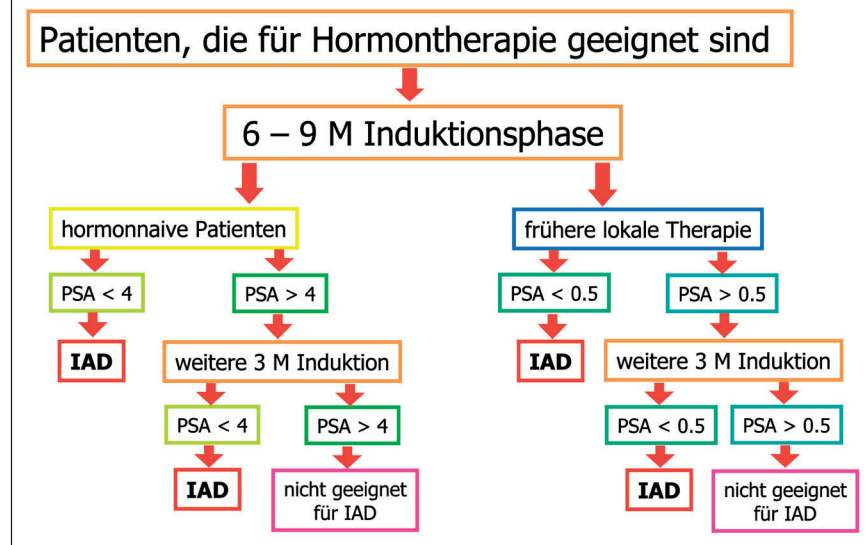 Patienten, die für Hormontherapie geeignet sind
6 – 9 M Induktionsphase
hormonnaive Patienten
frühere lokale Therapie
PSA < 4
PSA > 4
PSA < 0.5
PSA > 0.5
IAD
weitere 3 M Induktion
IAD
weitere 3 M Induktion
PSA < 4
PSA > 4
PSA < 0.5
PSA > 0.5
IAD
nicht geeignet
für IAD
IAD
nicht geeignet
für IAD